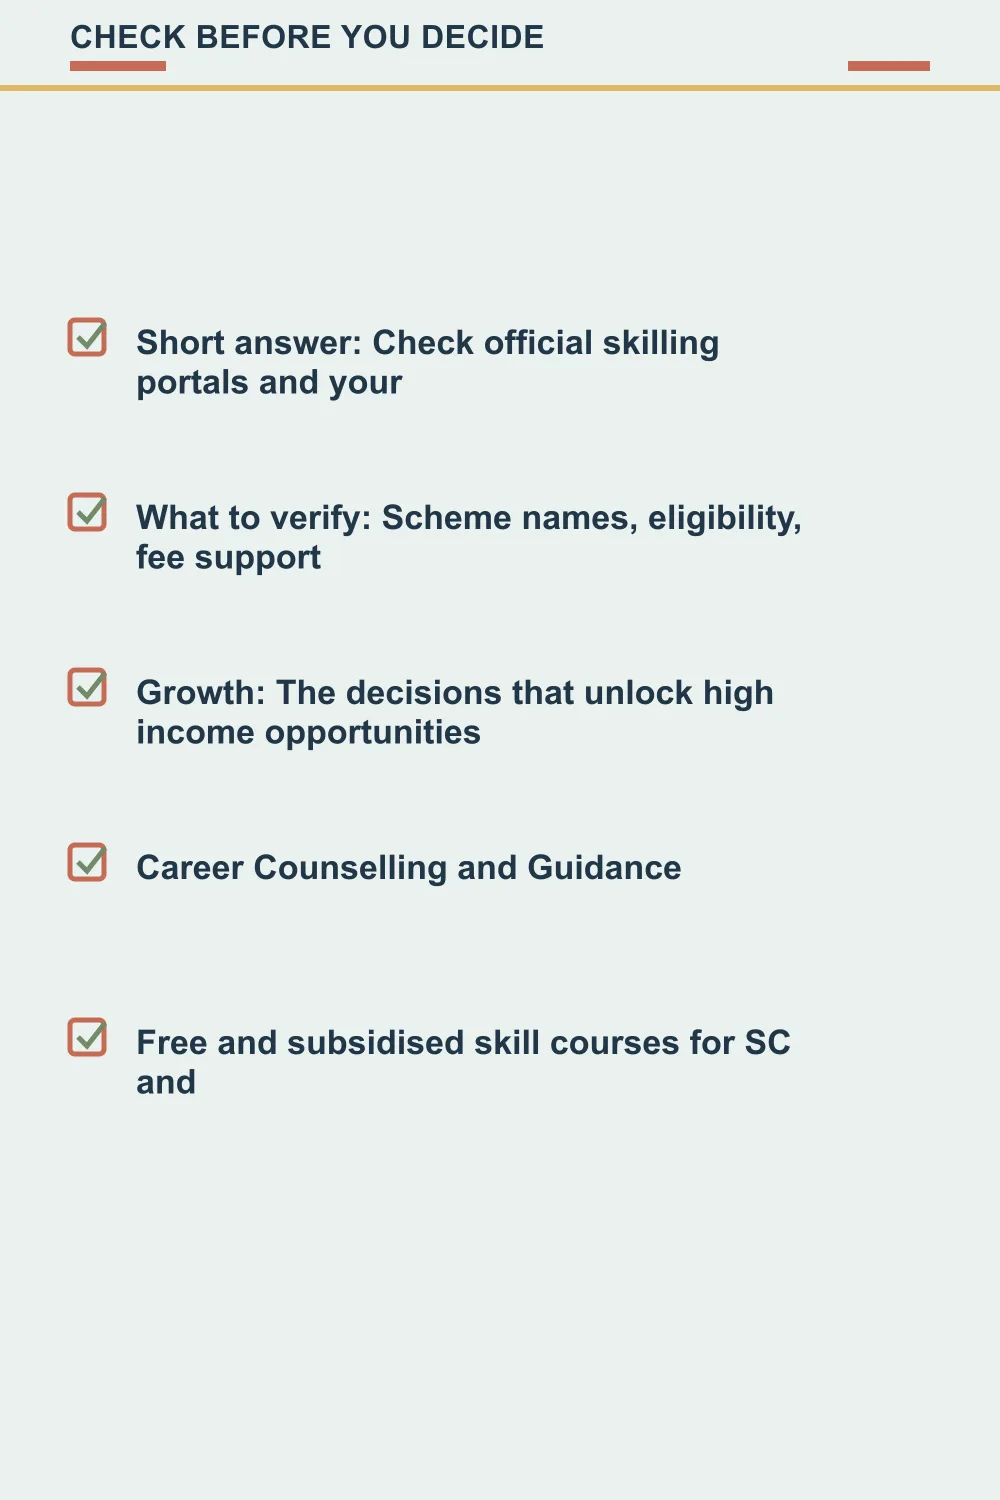 CHECK BEFORE YOU DECIDE
Short answer: Check official skilling
portals and your
What to verify: Scheme names, eligibility,
fee support
Growth: The decisions that unlock high
income opportunities
Career Counselling and Guidance
Free and subsidised skill courses for SC
and